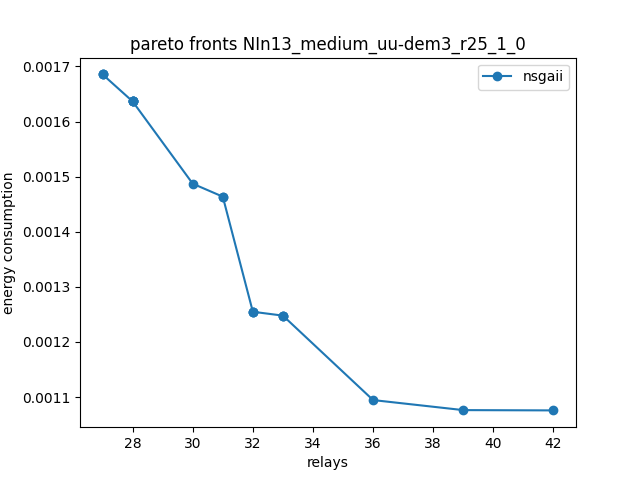 pareto fronts NIn13_medium_uu-dem3_r25_1_0
nsgaii
energy consumption
0.0017
0.0016
0.0015
0.0014
0.0013
0.0012
0.0011
28 30 32 34 36 38 40 42
relays